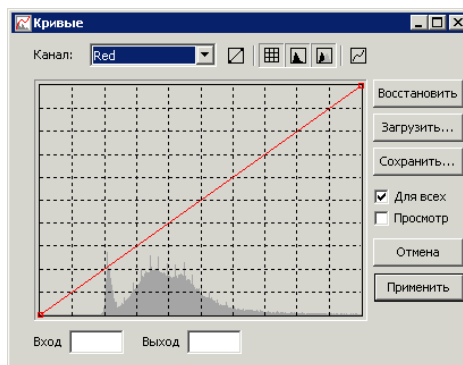 Кривые
Канал: Red
Восстановить
Загрузить...
Сохранить...
Для всех
Просмотр
Отмена
Применить
Вход Выход